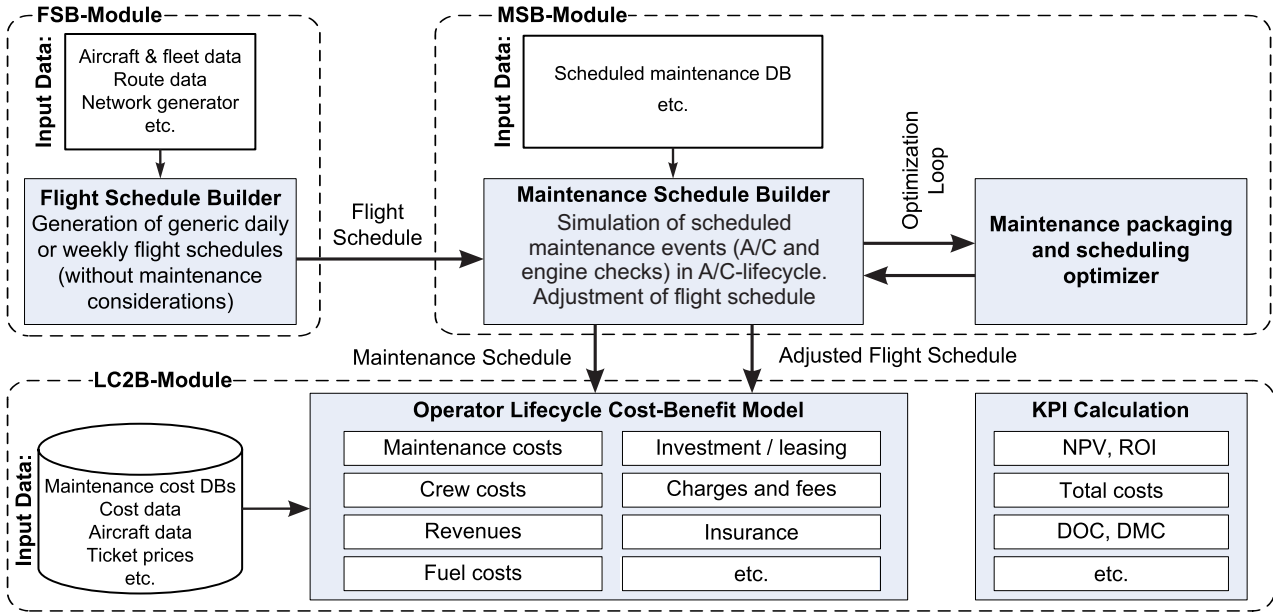 FSB-Module
Input Data:
Aircraft & fleet data
Route data
Network generator
etc.
Flight Schedule Builder
Generation of generic daily
or weekly flight schedules
(without maintenance
considerations)
Flight
Schedule
MSB-Module
Input Data:
Scheduled maintenance DB
etc.
Maintenance Schedule Builder
Simulation of scheduled
maintenance events (A/C and
engine checks) in A/C-lifecycle.
Adjustment of flight schedule
Optimization
Loop
Maintenance packaging
and scheduling
optimizer
Maintenance Schedule
Adjusted Flight Schedule
LC2B-Module
Input Data:
Maintenance cost DBs
Cost data
Aircraft data
Ticket prices
etc.
Operator Lifecycle Cost-Benefit Model
Maintenance costs
Crew costs
Revenues
Fuel costs
Investment / leasing
Charges and fees
Insurance
etc.
KPI Calculation
NPV, ROI
Total costs
DOC, DMC
etc.